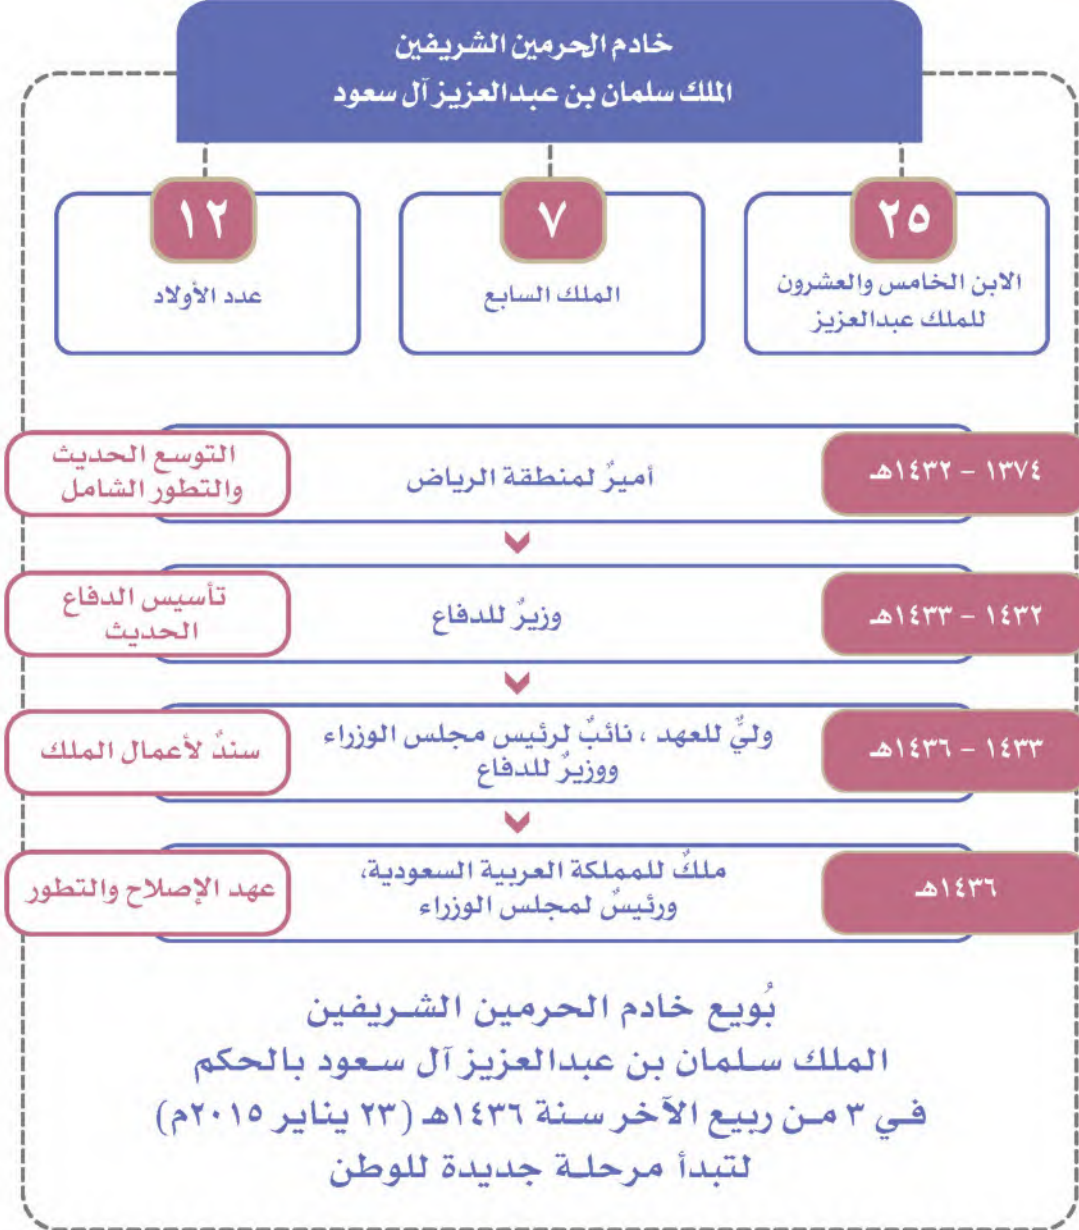 خادم الحرمين الشريفين
الملك سلمان بن عبدالعزيز آل سعود
٢٥
الابن الخامس والعشرون
للملك عبدالعزيز
٧
الملك السابع
١٢
عدد الأولاد
١٣٧٤ – ١٤٣٢هـ
أميرٌ لمنطقة الرياض
التوسع الحديث
والتطور الشامل
١٤٣٢ – ١٤٣٣هـ
وزيرٌ للدفاع
تأسيس الدفاع
الحديث
١٤٣٣ – ١٤٣٦هـ
وليٌّ للعهد ، نائبٌ لرئيس مجلس الوزراء
ووزيرٌ للدفاع
سندٌ لأعمال الملك
١٤٣٦هـ
ملكٌ للمملكة العربية السعودية،
ورئيسٌ لمجلس الوزراء
عهد الإصلاح والتطور
بُويع خادم الحرمين الشريفين
الملك سلمان بن عبدالعزيز آل سعود بالحكم
في ٣ من ربيع الآخر سنة ١٤٣٦هـ (٢٣ يناير ٢٠١٥م)
لتبدأ مرحلة جديدة للوطن